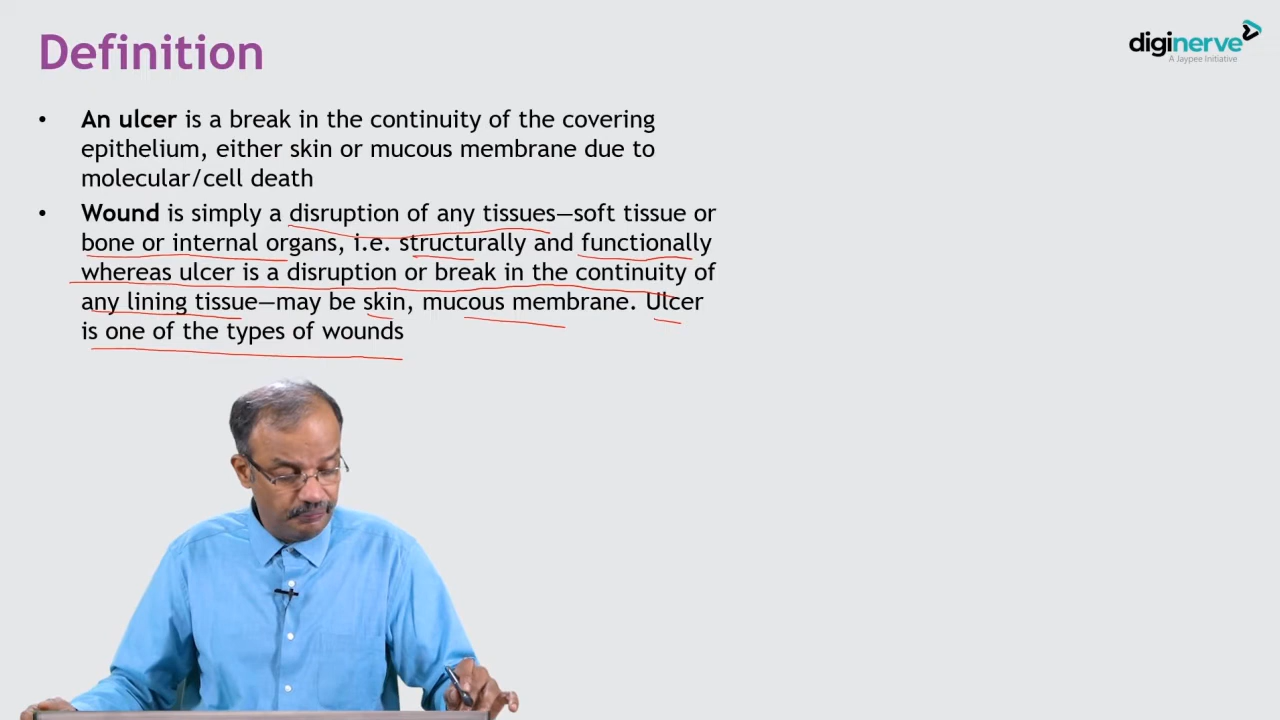 Definition
diginerve
A Jaypee Initiative
• An ulcer is a break in the continuity of the covering
epithelium, either skin or mucous membrane due to
molecular/cell death
• Wound is simply a disruption of any tissues—soft tissue or
bone or internal organs, i.e. structurally and functionally
whereas ulcer is a disruption or break in the continuity of
any lining tissue—may be skin, mucous membrane. Ulcer
is one of the types of wounds